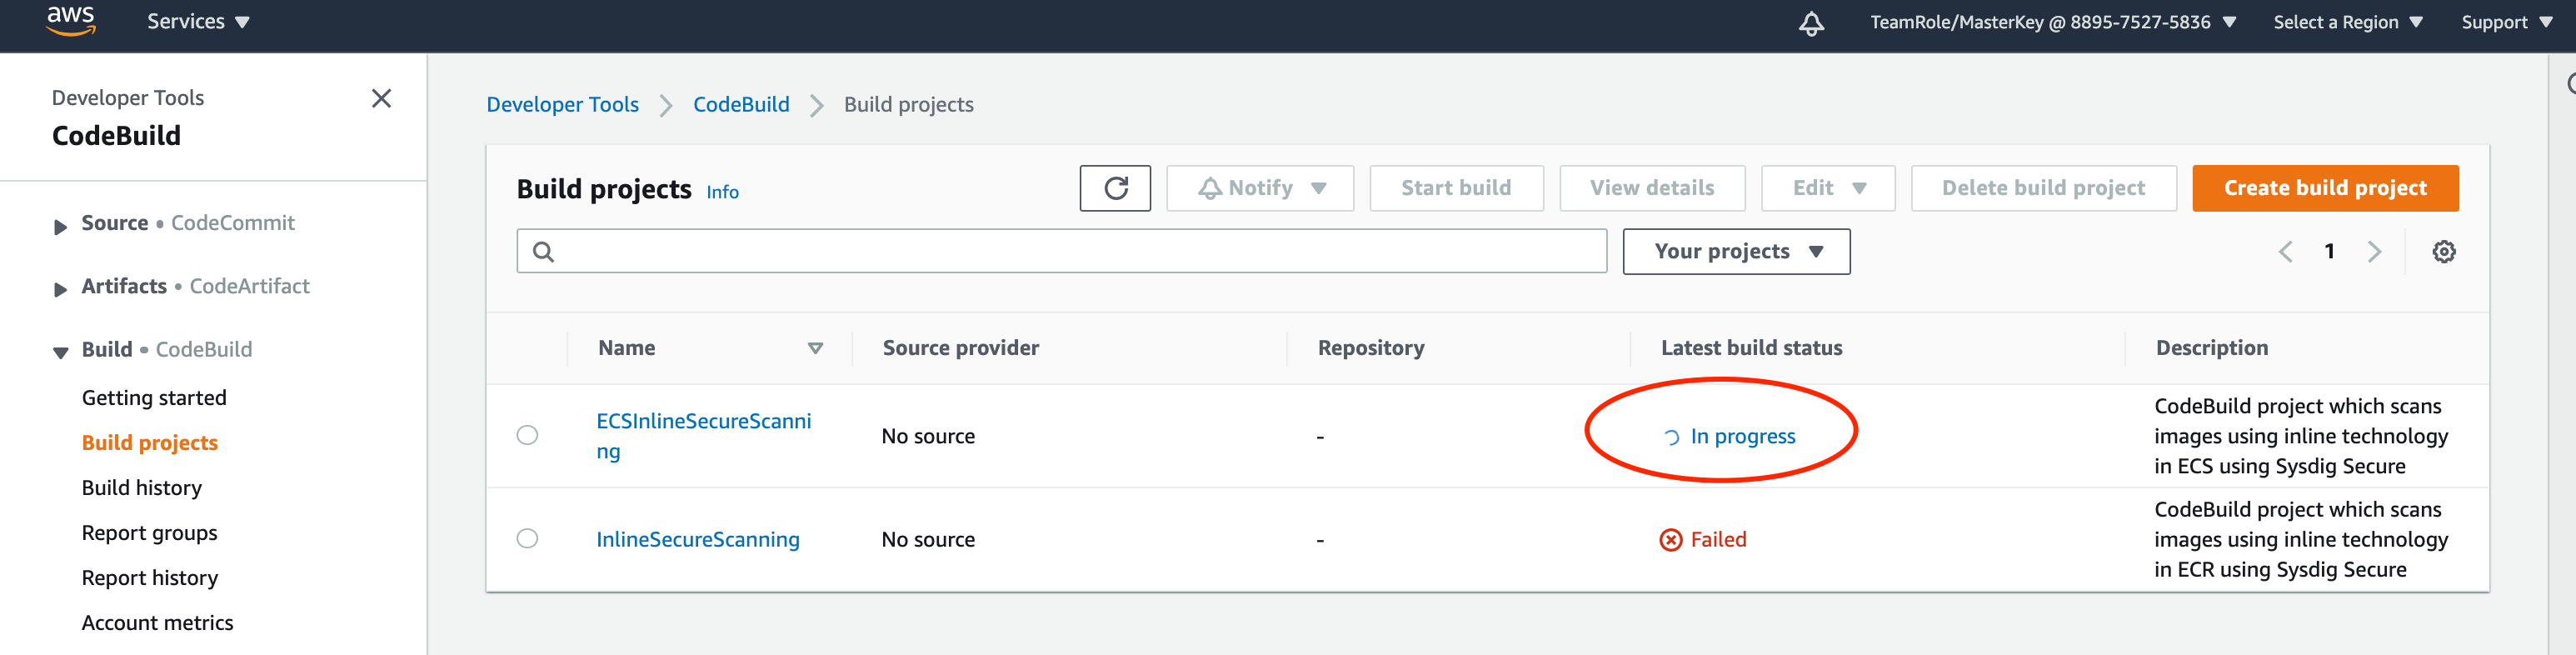 aws
Services
TeamRole/MasterKey @ 8895-7527-5836
Select a Region
Support
Developer Tools
CodeBuild
Source • CodeCommit
Artifacts • CodeArtifact
Build • CodeBuild
Getting started
Build projects
Build history
Report groups
Report history
Account metrics
Developer Tools
CodeBuild
Build projects
Build projects Info
Notify
Start build
View details
Edit
Delete build project
Create build project
Your projects
1
Name
Source provider
Repository
Latest build status
Description
ECSInlineSecureScanni
ng
No source
-
In progress
CodeBuild project which scans
images using inline technology
in ECS using Sysdig Secure
InlineSecureScanning
No source
-
Failed
CodeBuild project which scans
images using inline technology
in ECR using Sysdig Secure